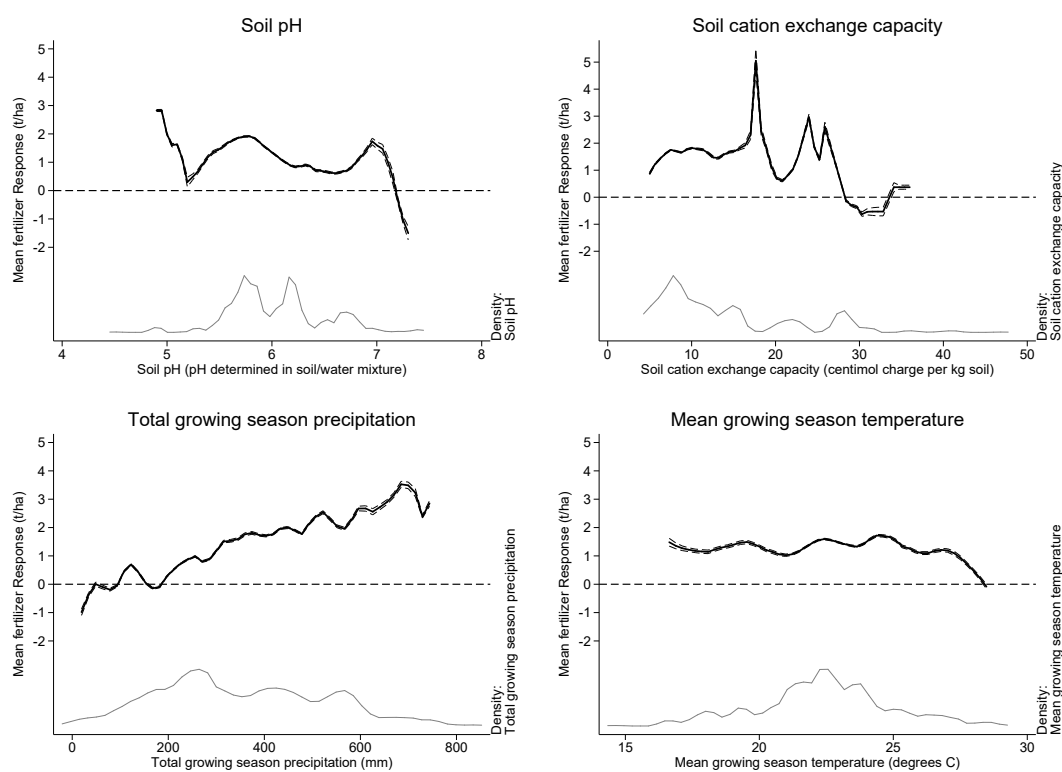 Soil pH
5
4
3
2
1
0
-1
-2
Mean fertilizer Response (t/ha)
Density:
Soil pH
4 5 6 7 8
Soil pH (pH determined in soil/water mixture)
Soil cation exchange capacity
5
4
3
2
1
0
-1
-2
Mean fertilizer Response (t/ha)
Density:
Soil cation exchange capacity
0 10 20 30 40 50
Soil cation exchange capacity (centimol charge per kg soil)
Total growing season precipitation
5
4
3
2
1
0
-1
-2
Mean fertilizer Response (t/ha)
Density:
Total growing season precipitation
0 200 400 600 800
Total growing season precipitation (mm)
Mean growing season temperature
5
4
3
2
1
0
-1
-2
Mean fertilizer Response (t/ha)
Density:
Mean growing season temperature
15 20 25 30
Mean growing season temperature (degrees C)